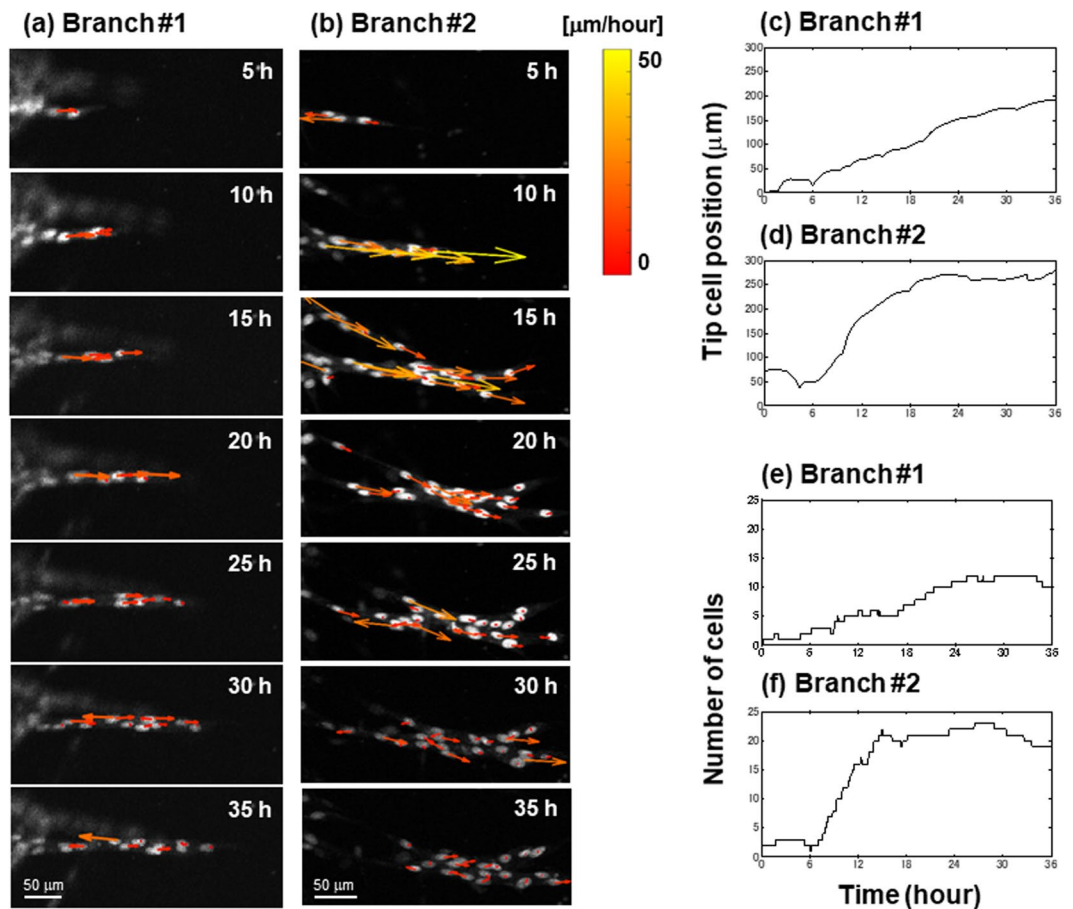 (a) Branch #1
(b) Branch #2
[μm/hour]
5 h
10 h
15 h
20 h
25 h
30 h
35 h
50 μm
5 h
10 h
15 h
20 h
25 h
30 h
35 h
50 μm
50
0
(c) Branch #1
300
250
200
150
100
50
0
0 6 12 18 24 30 36
(d) Branch #2
300
250
200
150
100
50
0
0 6 12 18 24 30 36
Tip cell position (μm)
(e) Branch #1
25
20
15
10
5
0
0 6 12 18 24 30 36
(f) Branch #2
25
20
15
10
5
0
0 6 12 18 24 30 36
Number of cells
Time (hour)